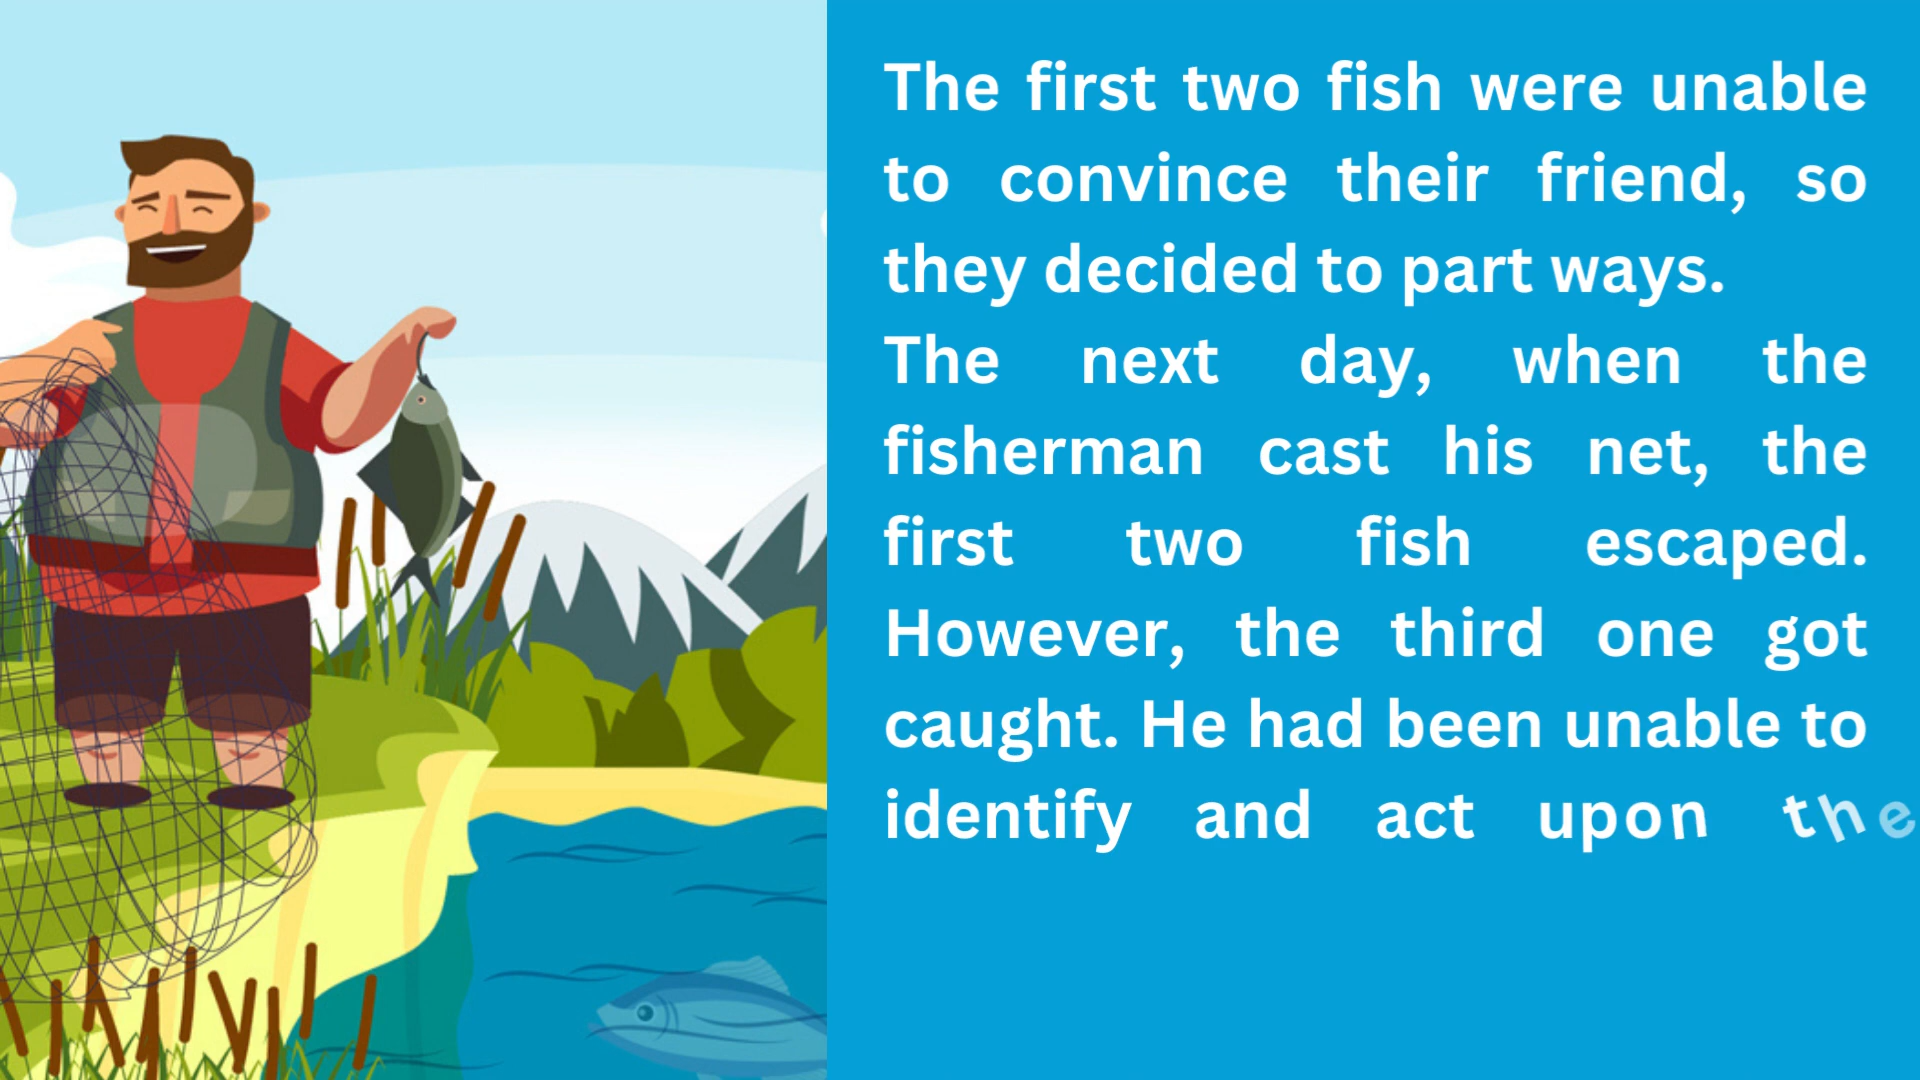 The first two fish were unable
to convince their friend, so
they decided to part ways.
The next day, when the
fisherman cast his net, the
first two fish escaped.
However, the third one got
caught. He had been unable to
identify and act upon the